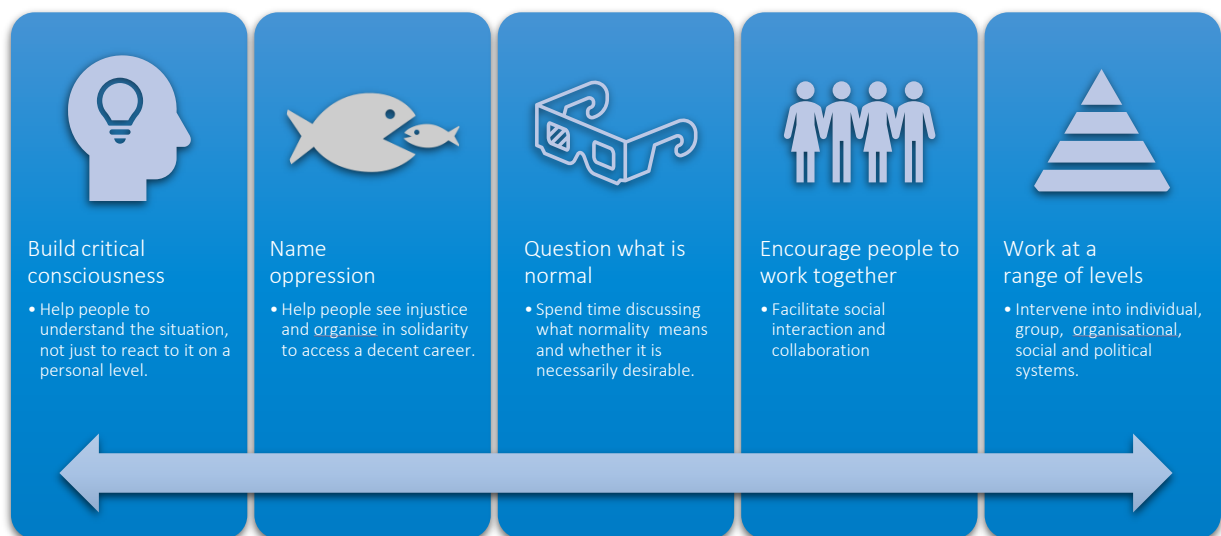 Build critical
consciousness
• Help people to
understand the situation,
not just to react to it on a
personal level.
Name
oppression
• Help people see injustice
and organise in solidarity
to access a decent career.
Question what is
normal
• Spend time discussing
what normality means
and whether it is
necessarily desirable.
Encourage people to
work together
• Facilitate social
interaction and
collaboration
Work at a
range of levels
• Intervene into individual,
group, organisational,
social and political
systems.